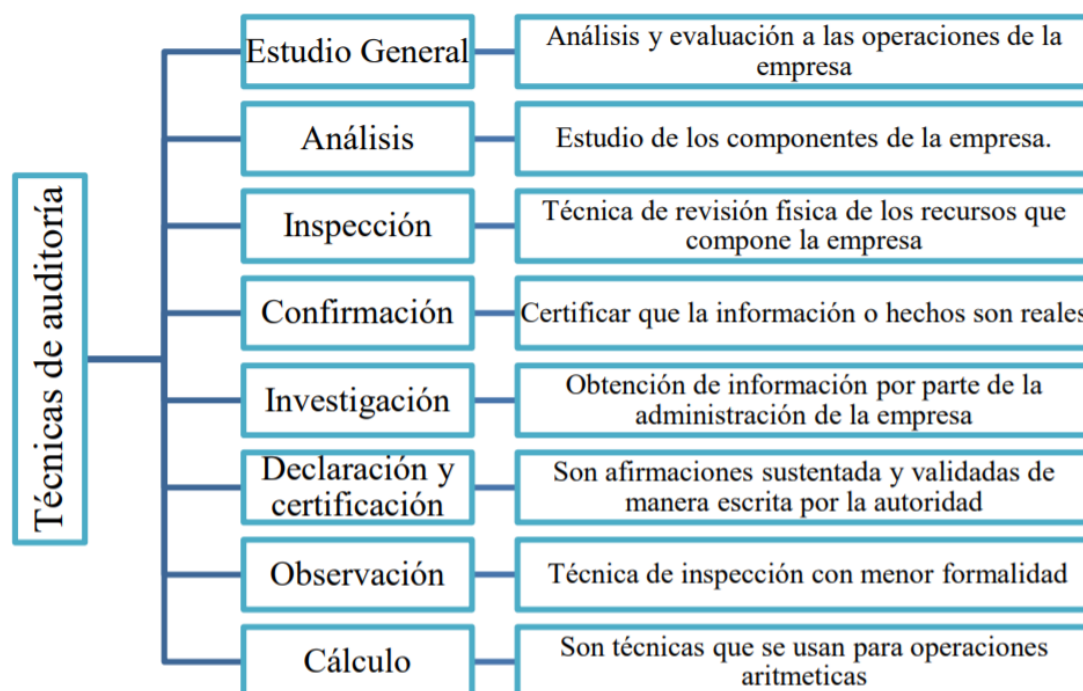 Técnicas de auditoría
Estudio General
Análisis y evaluación a las operaciones de la
empresa
Análisis
Estudio de los componentes de la empresa.
Inspección
Técnica de revisión física de los recursos que
compone la empresa
Confirmación
Certificar que la información o hechos son reales
Investigación
Obtención de información por parte de la
administración de la empresa
Declaración y
certificación
Son afirmaciones sustentada y validadas de
manera escrita por la autoridad
Observación
Técnica de inspección con menor formalidad
Cálculo
Son técnicas que se usan para operaciones
aritmeticas